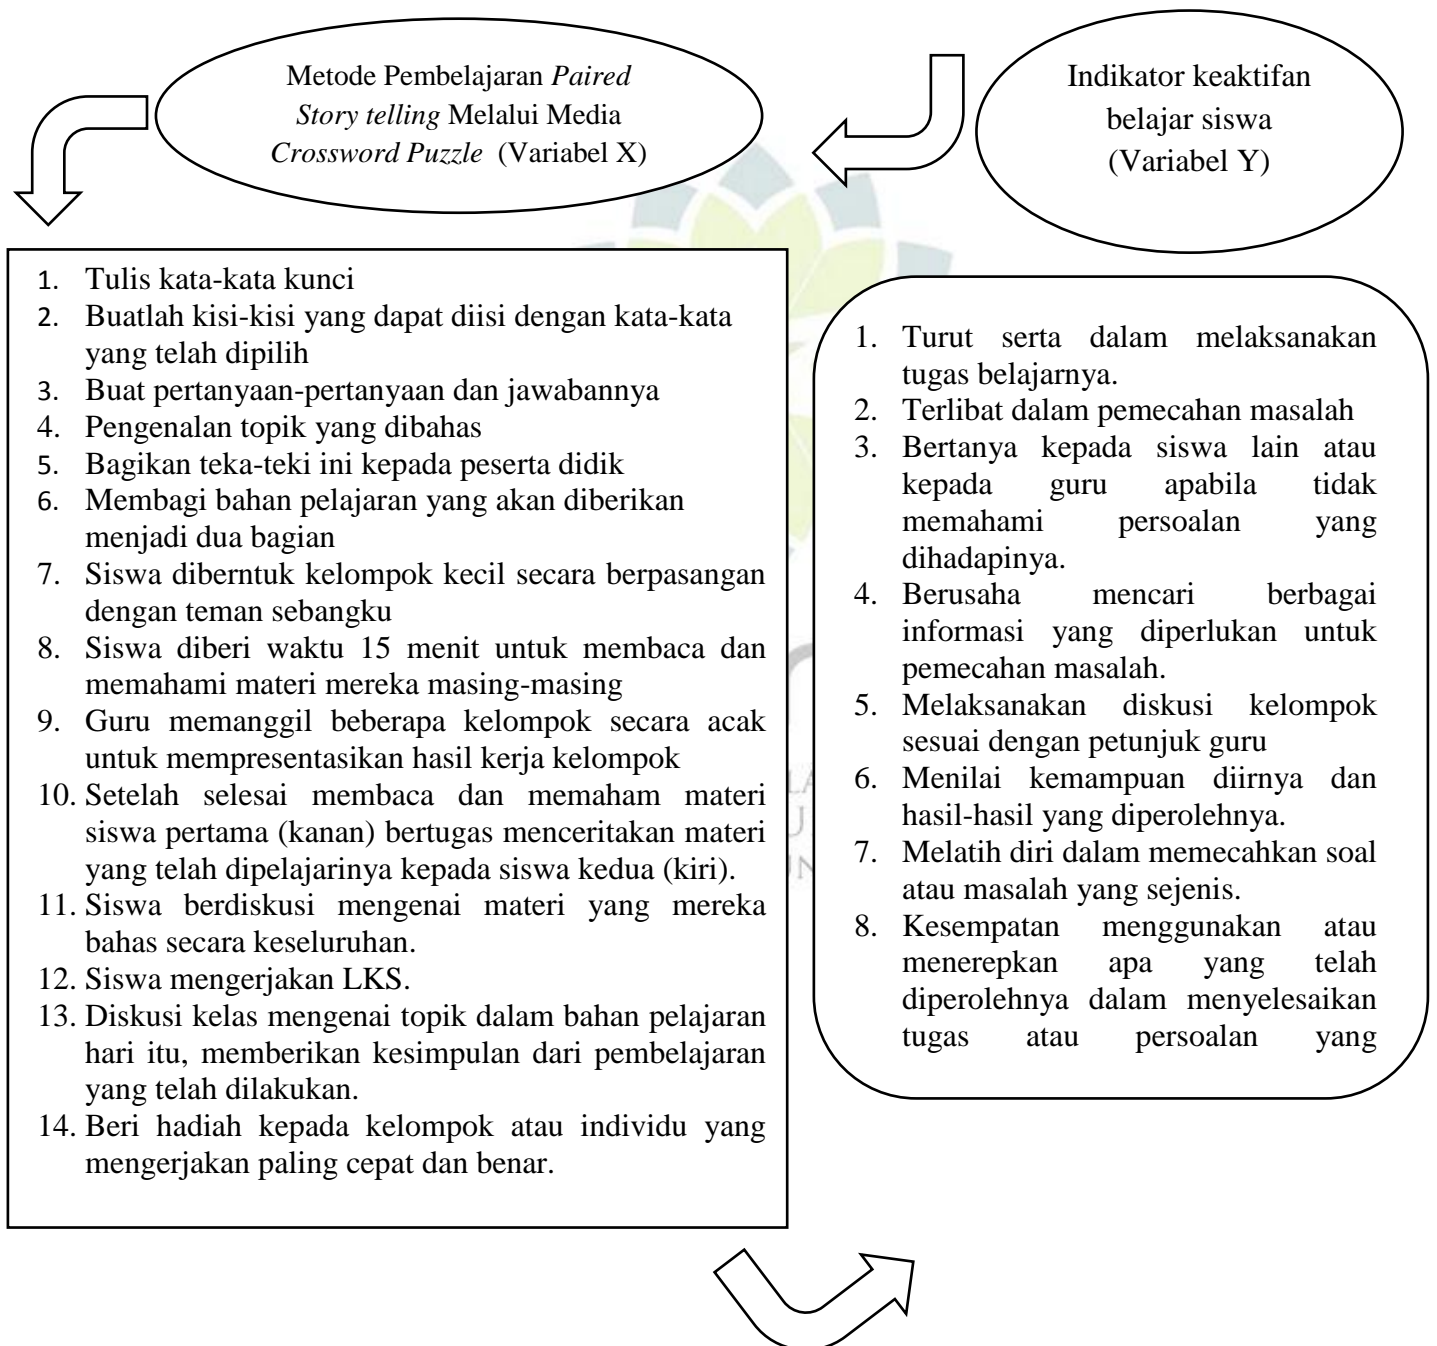 Metode Pembelajaran Paired
Story telling Melalui Media
Crossword Puzzle (Variabel X)
Indikator keaktifan
belajar siswa
(Variabel Y)
1. Tulis kata-kata kunci
2. Buatlah kisi-kisi yang dapat diisi dengan kata-kata
yang telah dipilih
3. Buat pertanyaan-pertanyaan dan jawabannya
4. Pengenalan topik yang dibahas
5. Bagikan teka-teki ini kepada peserta didik
6. Membagi bahan pelajaran yang akan diberikan
menjadi dua bagian
7. Siswa diberntuk kelompok kecil secara berpasangan
dengan teman sebangku
8. Siswa diberi waktu 15 menit untuk membaca dan
memahami materi mereka masing-masing
9. Guru memanggil beberapa kelompok secara acak
untuk mempresentasikan hasil kerja kelompok
10. Setelah selesai membaca dan memaham materi
siswa pertama (kanan) bertugas menceritakan materi
yang telah dipelajarinya kepada siswa kedua (kiri).
11. Siswa berdiskusi mengenai materi yang mereka
bahas secara keseluruhan.
12. Siswa mengerjakan LKS.
13. Diskusi kelas mengenai topik dalam bahan pelajaran
hari itu, memberikan kesimpulan dari pembelajaran
yang telah dilakukan.
14. Beri hadiah kepada kelompok atau individu yang
mengerjakan paling cepat dan benar.
1. Turut serta dalam melaksanakan
tugas belajarnya.
2. Terlibat dalam pemecahan masalah
3. Bertanya kepada siswa lain atau
kepada guru apabila tidak
memahami persoalan yang
dihadapinya.
4. Berusaha mencari berbagai
informasi yang diperlukan untuk
pemecahan masalah.
5. Melaksanakan diskusi kelompok
sesuai dengan petunjuk guru
6. Menilai kemampuan diirnya dan
hasil-hasil yang diperolehnya.
7. Melatih diri dalam memecahkan soal
atau masalah yang sejenis.
8. Kesempatan menggunakan atau
menerepkan apa yang telah
diperolehnya dalam menyelesaikan
tugas atau persoalan yang